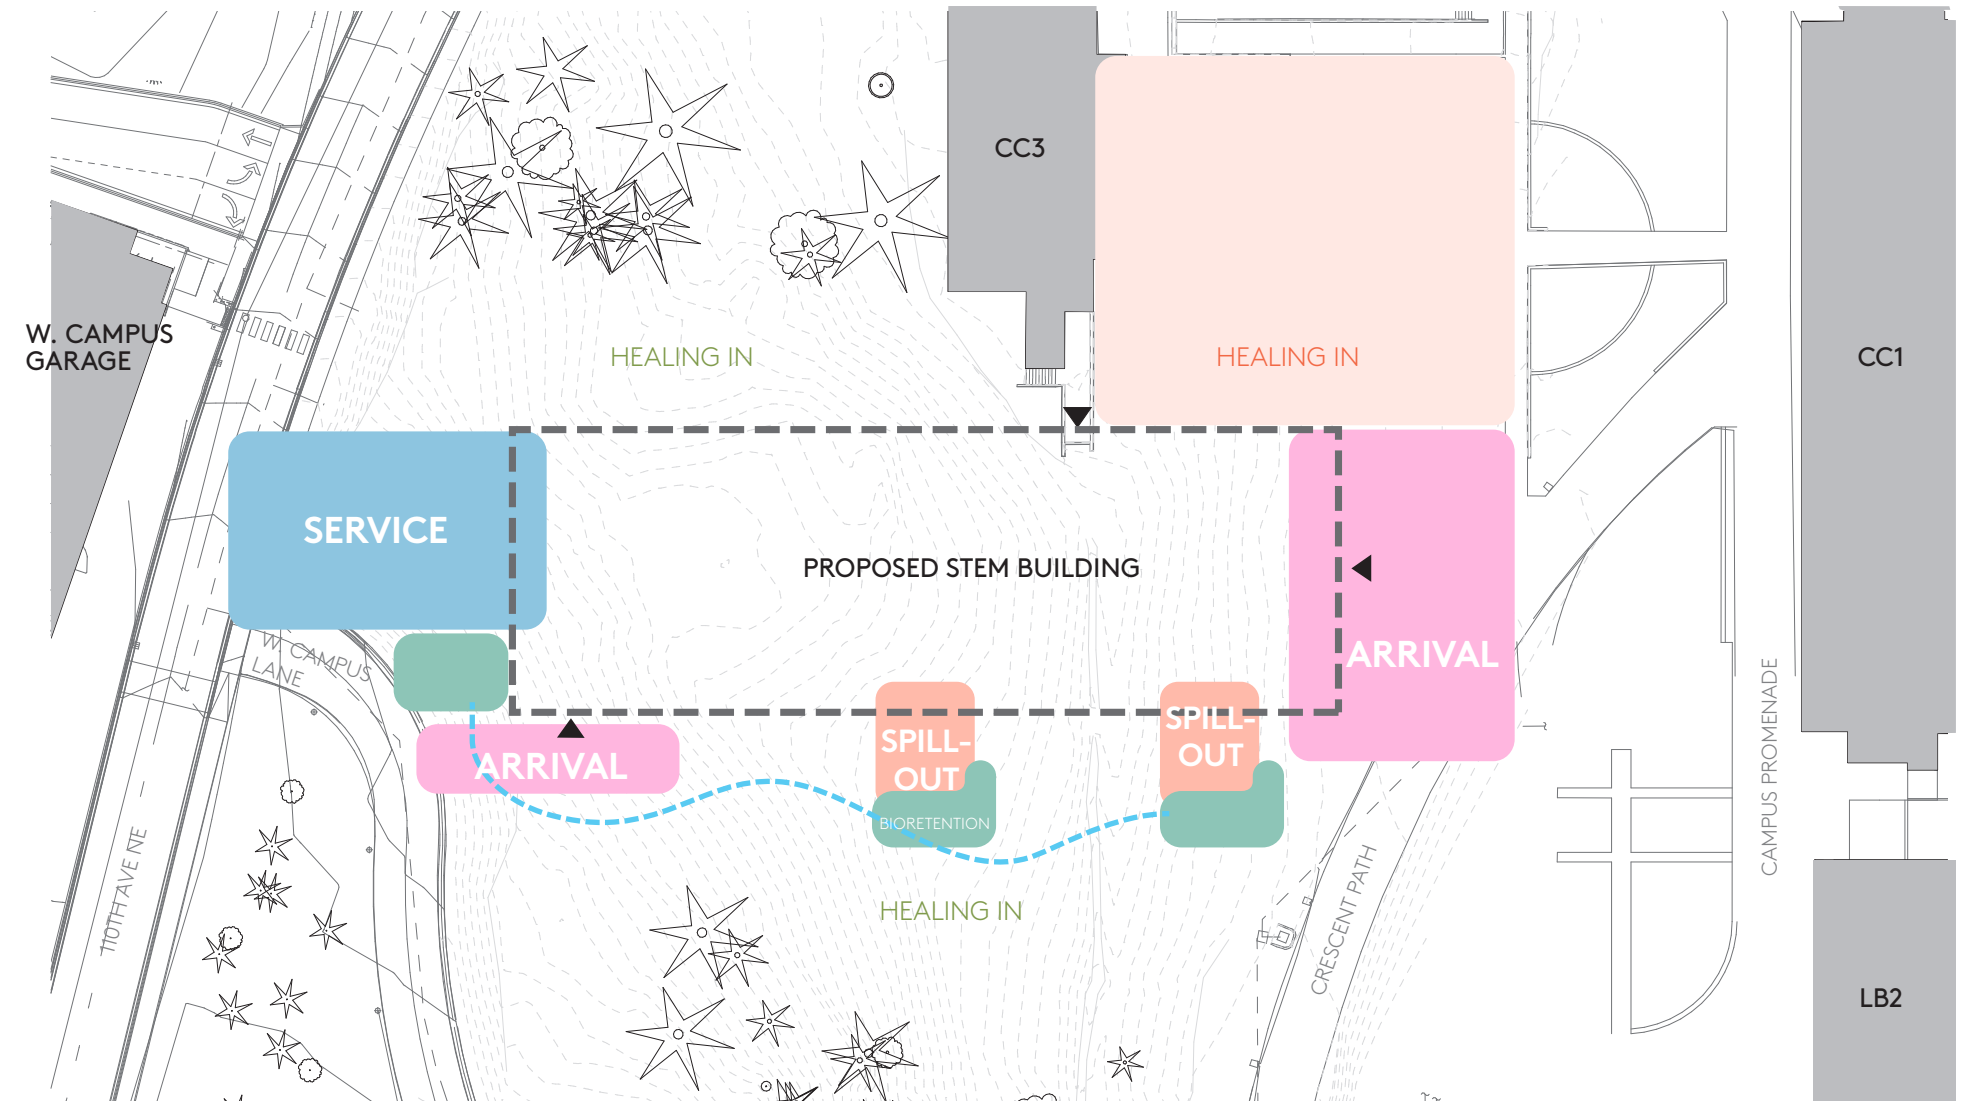 CC3
W. CAMPUS
GARAGE
HEALING IN
HEALING IN
CC1
SERVICE
PROPOSED STEM BUILDING
W. CAMPUS
LANE
ARRIVAL
ARRIVAL
SPILL-
OUT
SPILL-
OUT
BIORETENTION
CAMPUS PROMENADE
110TH AVE NE
HEALING IN
CRESCENT PATH
LB2